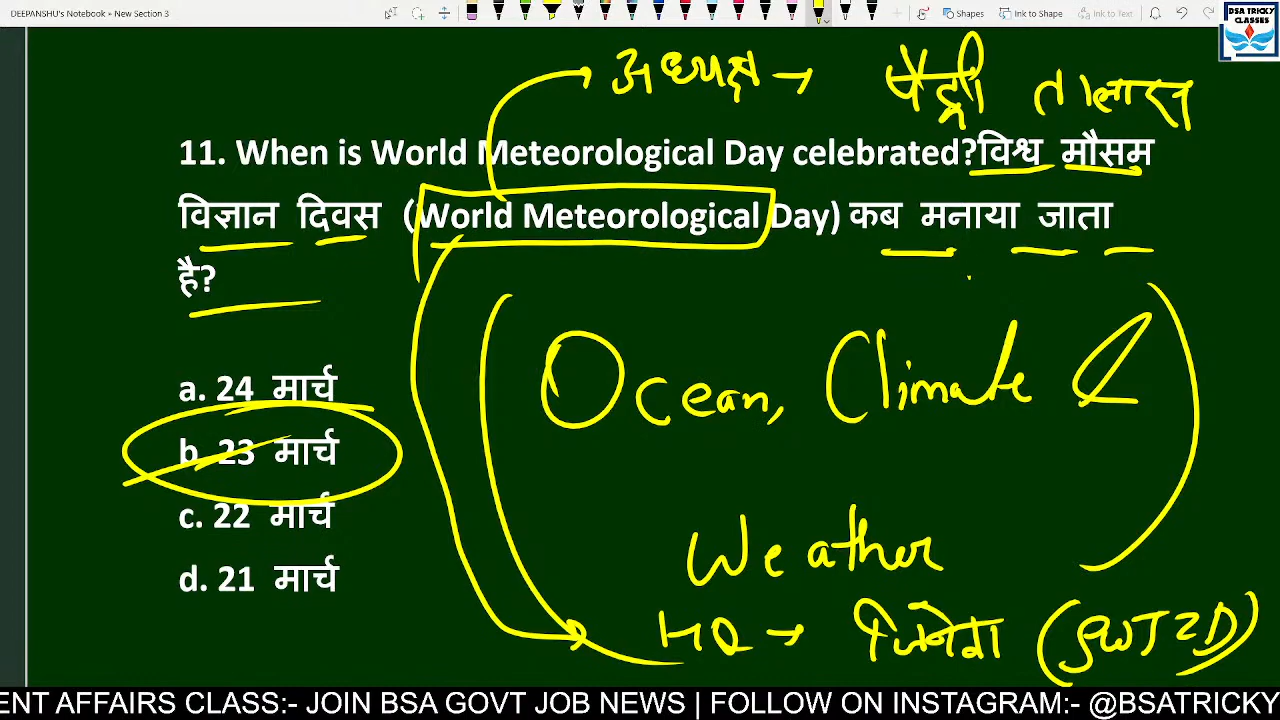 DEEPANSHU's Notebook » New Section 3
Shapes Ink to Shape Ink to Text
BSA TRICKY
CLASSES
अध्यक्ष → पैट्री तालास
11. When is World Meteorological Day celebrated?विश्व मौसम
विज्ञान दिवस (World Meteorological Day) कब मनाया जाता
है?
Ocean, Climate &
Weather
a. 24 मार्च
b. 23 मार्च
c. 22 मार्च
d. 21 मार्च
HQ → जिनेवा
ENT AFFAIRS CLASS:- JOIN BSA GOVT JOB NEWS | FOLLOW ON INSTAGRAM:- @BSATRICKY